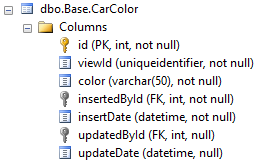 dbo.Base.CarColor
Columns
id (PK, int, not null)
viewId (uniqueidentifier, not null)
color (varchar(50), not null)
insertedById (FK, int, not null)
insertDate (datetime, not null)
updatedById (FK, int, null)
updateDate (datetime, null)